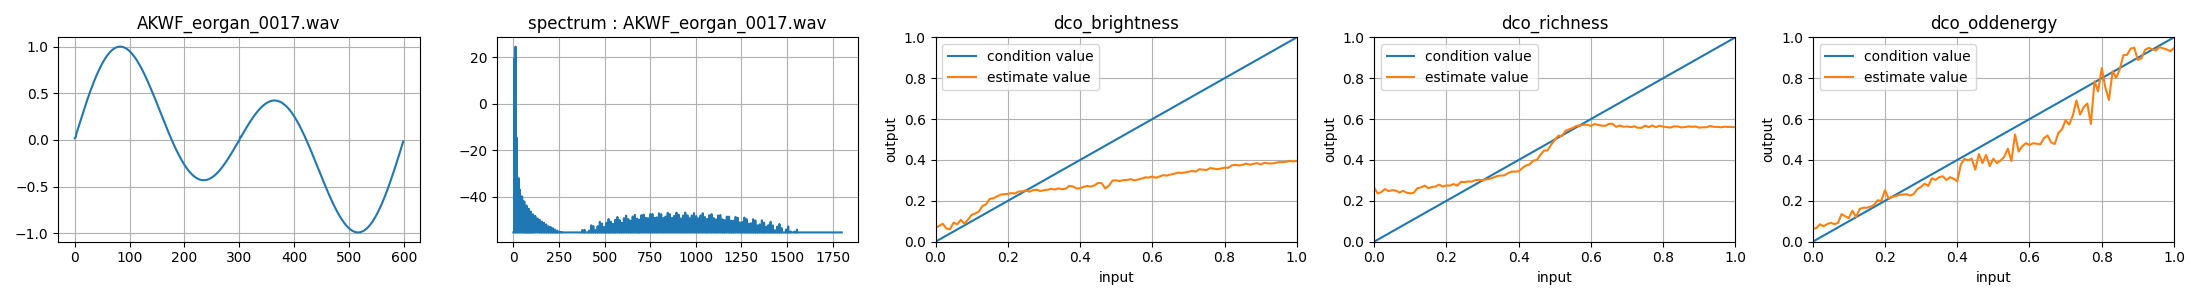 AKWF_eorgan_0017.wav
1.0
0.5
0.0
−0.5
−1.0
0 100 200 300 400 500 600
spectrum : AKWF_eorgan_0017.wav
20
0
−20
−40
0 250 500 750 1000 1250 1500 1750
dco_brightness
condition value
estimate value
output
1.0
0.8
0.6
0.4
0.2
0.0
0.0 0.2 0.4 0.6 0.8 1.0
input
dco_richness
condition value
estimate value
output
1.0
0.8
0.6
0.4
0.2
0.0
0.0 0.2 0.4 0.6 0.8 1.0
input
dco_oddenergy
condition value
estimate value
output
1.0
0.8
0.6
0.4
0.2
0.0
0.0 0.2 0.4 0.6 0.8 1.0
input